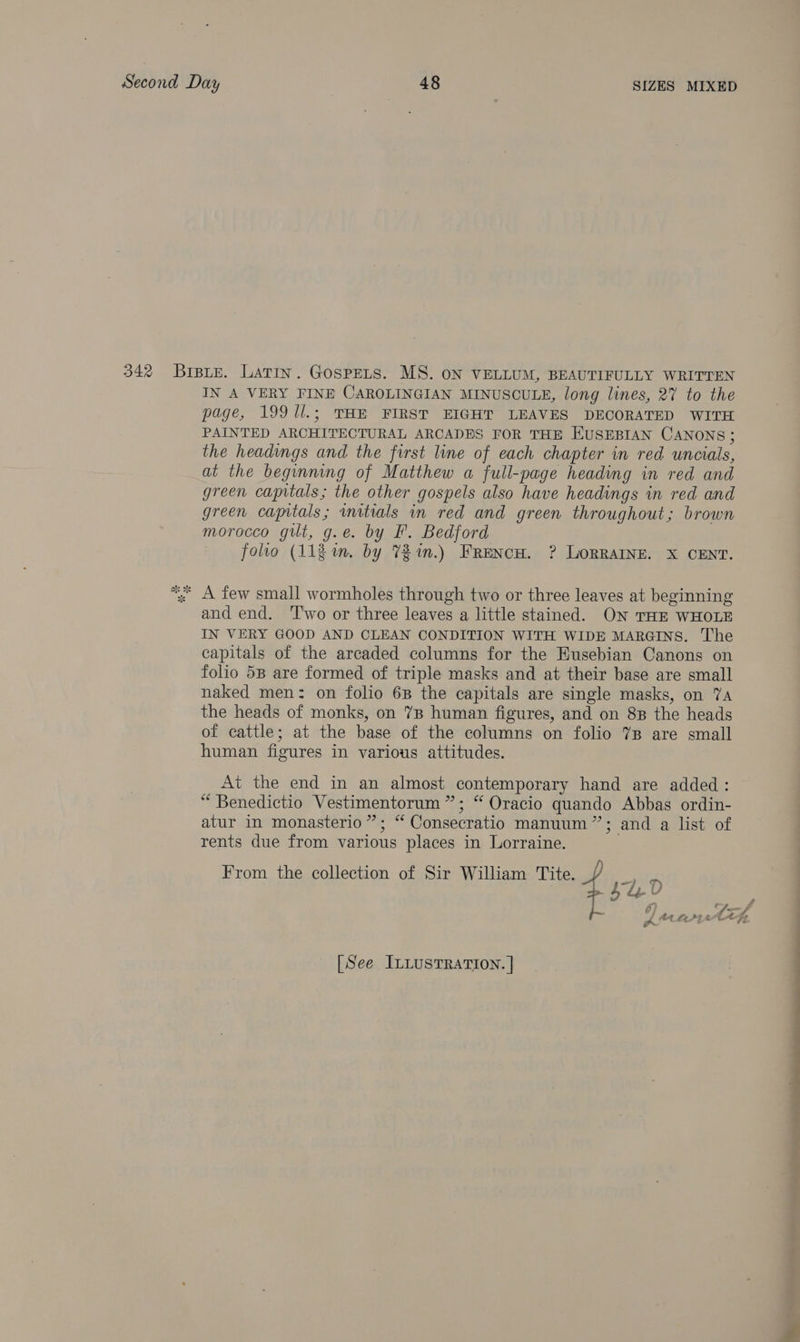 Second Day 48 SIZES MIXED
342 BIBLE. LATIN. GOSPELS. MS. ON VELLUM, BEAUTIFULLY WRITTEN
IN A VERY FINE CAROLINGIAN MINUSCULE, long lines, 27 to the
page, 199 ll.; THE FIRST EIGHT LEAVES DECORATED WITH
PAINTED ARCHITECTURAL ARCADES FOR THE EUSEBIAN CANONS;
the headings and the first line of each chapter in red uncials,
at the beginning of Matthew a full-page heading in red and
green capitals; the other gospels also have headings in red and
green capitals; initials in red and green throughout; brown
morocco gilt, g.e. by F. Bedford
folio (11¾ in. by 7¾ in.) FRENCH. ? LORRAINE. X CENT.
*** A few small wormholes through two or three leaves at beginning
and end. Two or three leaves a little stained. ON THE WHOLE
IN VERY GOOD AND CLEAN CONDITION WITH WIDE MARGINS. The
capitals of the arcaded columns for the Eusebian Canons on
folio 5B are formed of triple masks and at their base are small
naked men: on folio 6B the capitals are single masks, on 7A
the heads of monks, on 7B human figures, and on 8B the heads
of cattle; at the base of the columns on folio 7B are small
human figures in various attitudes.
At the end in an almost contemporary hand are added:
“Benedictio Vestimentorum”; “Oracio quando Abbas ordin-
atur in monasterio”; “Consecratio manuum”; and a list of
rents due from various places in Lorraine.
From the collection of Sir William Tite.
£540
Quaritch
[See ILLUSTRATION.]